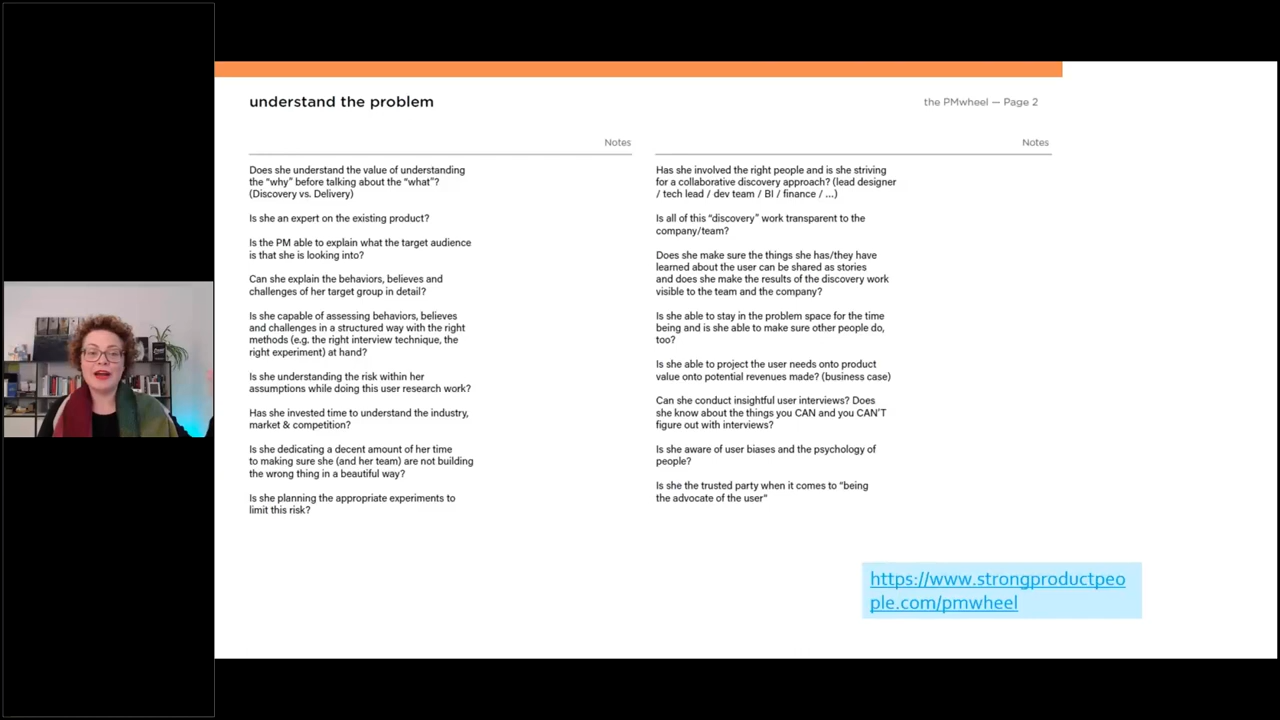 understand the problem
the PMwheel — Page 2
Notes
Does she understand the value of understanding
the “why” before talking about the “what”?
(Discovery vs. Delivery)
Is she an expert on the existing product?
Is the PM able to explain what the target audience
is that she is looking into?
Can she explain the behaviors, believes and
challenges of her target group in detail?
Is she capable of assessing behaviors, believes
and challenges in a structured way with the right
methods (e.g. the right interview technique, the
right experiment) at hand?
Is she understanding the risk within her
assumptions while doing this user research work?
Has she invested time to understand the industry,
market & competition?
Is she dedicating a decent amount of her time
to making sure she (and her team) are not building
the wrong thing in a beautiful way?
Is she planning the appropriate experiments to
limit this risk?
Notes
Has she involved the right people and is she striving
for a collaborative discovery approach? (lead designer
/ tech lead / dev team / BI / finance / ...)
Is all of this “discovery” work transparent to the
company/team?
Does she make sure the things she has/they have
learned about the user can be shared as stories
and does she make the results of the discovery work
visible to the team and the company?
Is she able to stay in the problem space for the time
being and is she able to make sure other people do,
too?
Is she able to project the user needs onto product
value onto potential revenues made? (business case)
Can she conduct insightful user interviews? Does
she know about the things you CAN and you CAN’T
figure out with interviews?
Is she aware of user biases and the psychology of
people?
Is she the trusted party when it comes to “being
the advocate of the user”
https://www.strongproductpeo
ple.com/pmwheel